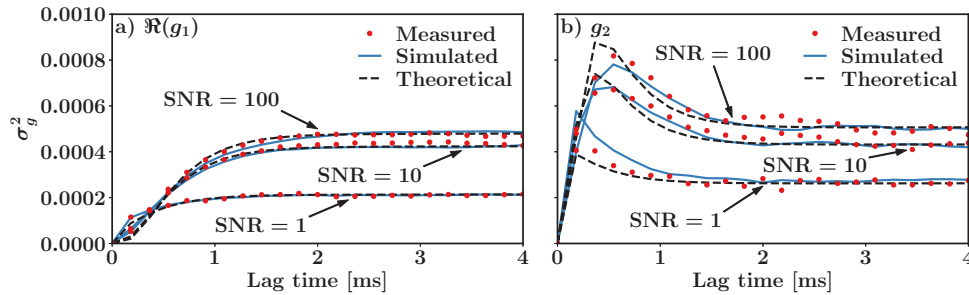 a) ℜ(g₁)
Measured
Simulated
Theoretical
SNR = 100
SNR = 10
SNR = 1
σ²g
0.0010
0.0008
0.0006
0.0004
0.0002
0.0000
0 1 2 3 4
Lag time [ms]
b) g₂
Measured
Simulated
Theoretical
SNR = 100
SNR = 10
SNR = 1
0 1 2 3 4
Lag time [ms]